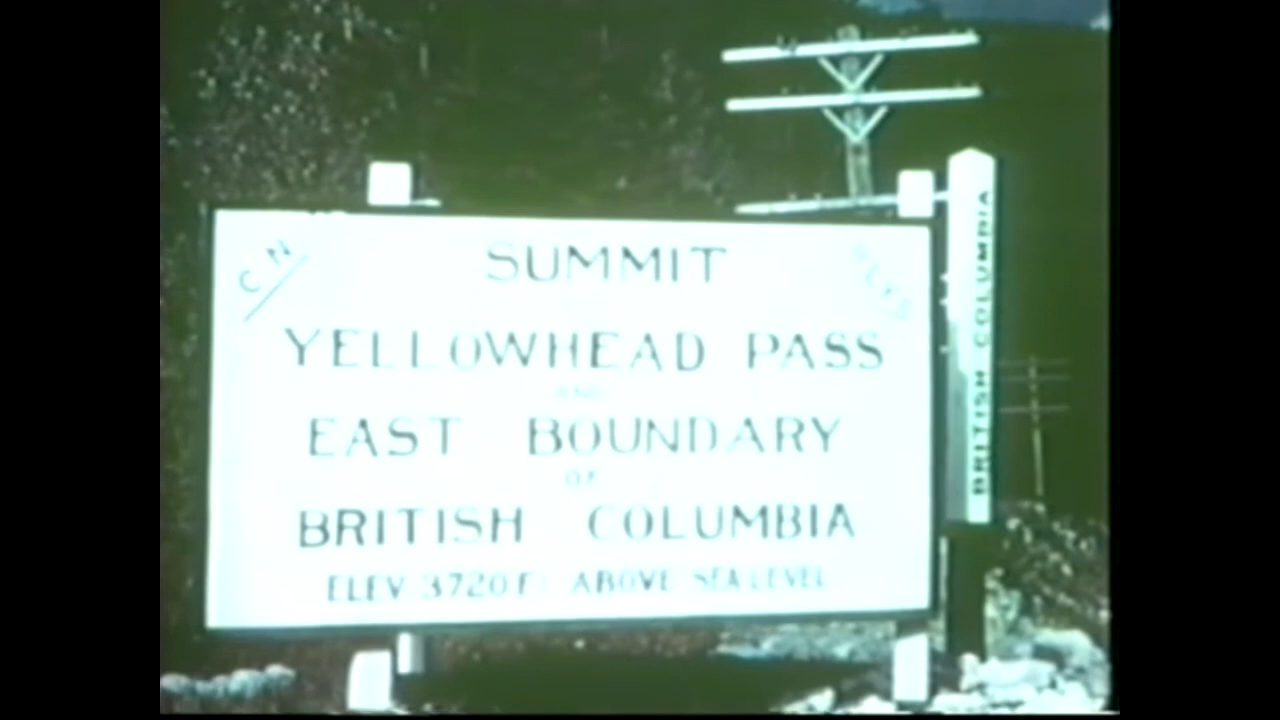 C N
SUMMIT
YELLOWHEAD PASS
AND
EAST BOUNDARY
OF
BRITISH COLUMBIA
ELEV. 3720 FT ABOVE SEA LEVEL
BRITISH COLUMBIA